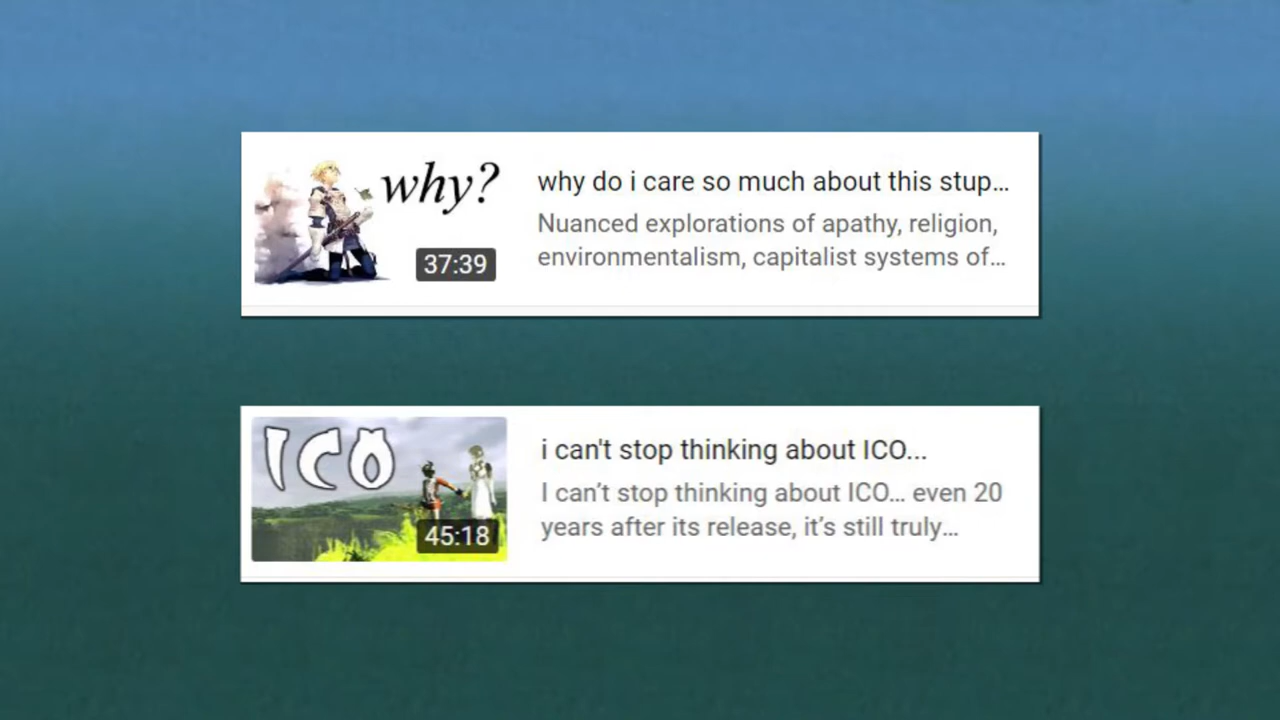 why?
37:39
why do i care so much about this stup...
Nuanced explorations of apathy, religion,
environmentalism, capitalist systems of...
ICO
45:18
i can't stop thinking about ICO...
I can’t stop thinking about ICO... even 20
years after its release, it’s still truly...